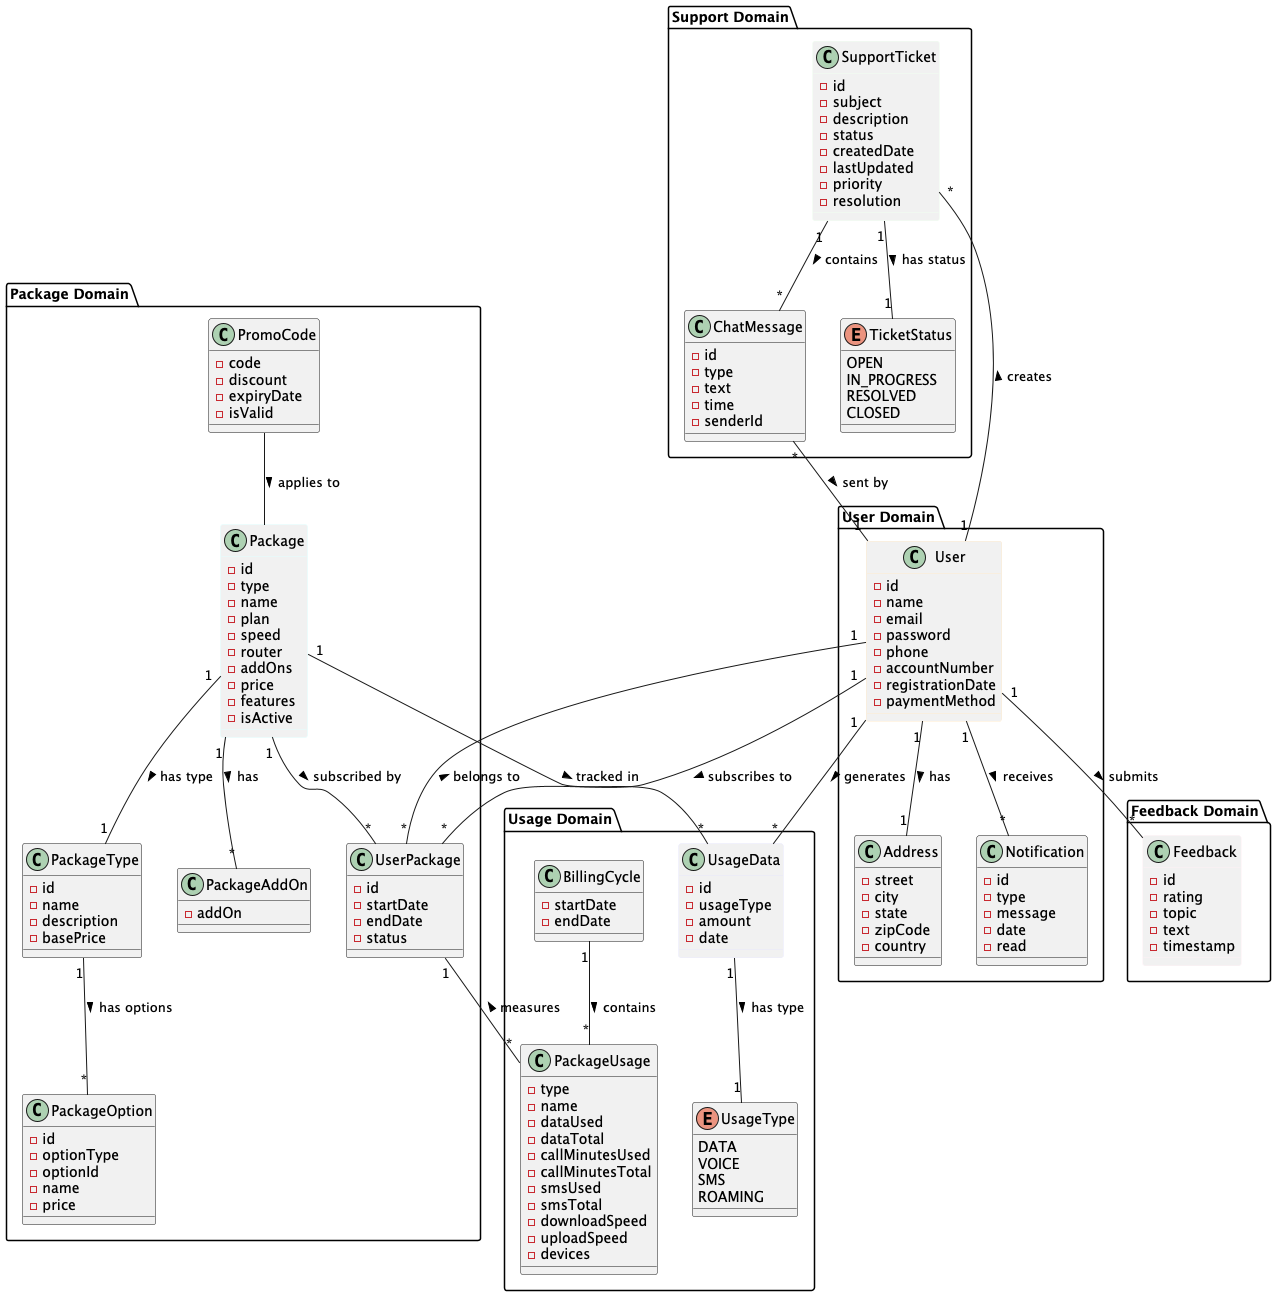 Support Domain
C SupportTicket
id
subject
description
status
createdDate
lastUpdated
priority
resolution
*
1
contains
1
has status
*
1
creates
C ChatMessage
id
type
text
time
senderId
E TicketStatus
OPEN
IN_PROGRESS
RESOLVED
CLOSED
*
sent by
1
1
Package Domain
C PromoCode
code
discount
expiryDate
isValid
applies to
C Package
id
type
name
plan
speed
router
addOns
price
features
isActive
1
1
1
1
has type
has
subscribed by
belongs to
tracked in
subscribes to
1
*
*
*
*
C PackageType
id
name
description
basePrice
C PackageAddOn
addOn
C UserPackage
id
startDate
endDate
status
1
has options
*
1
measures
*
C PackageOption
id
optionType
optionId
name
price
User Domain
C User
id
name
email
password
phone
accountNumber
registrationDate
paymentMethod
1
1
1
1
1
1
generates
has
receives
submits
*
*
1
*
*
C Address
street
city
state
zipCode
country
C Notification
id
type
message
date
read
Feedback Domain
C Feedback
id
rating
topic
text
timestamp
Usage Domain
C BillingCycle
startDate
endDate
C UsageData
id
usageType
amount
date
1
contains
*
1
has type
1
C PackageUsage
type
name
dataUsed
dataTotal
callMinutesUsed
callMinutesTotal
smsUsed
smsTotal
downloadSpeed
uploadSpeed
devices
E UsageType
DATA
VOICE
SMS
ROAMING